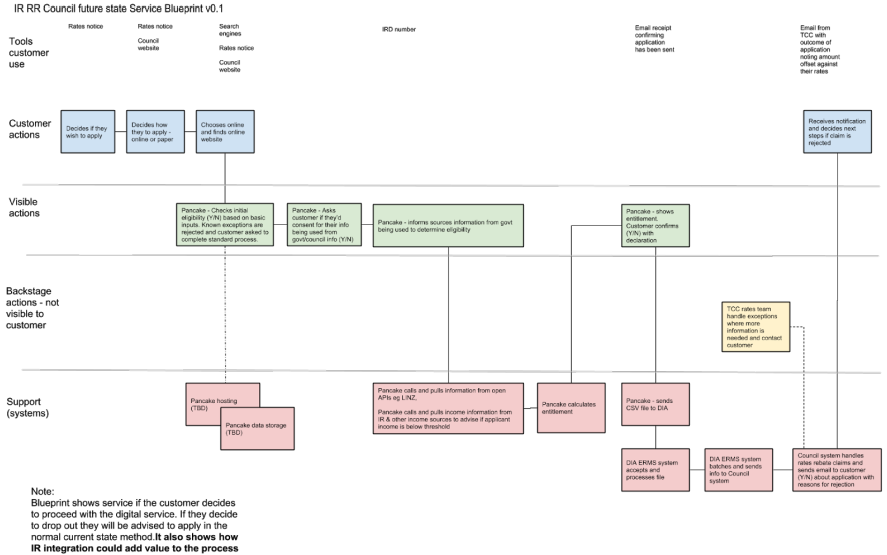 IR RR Council future state Service Blueprint v0.1
Tools
customer
use
Rates notice
Rates notice
Council
website
Search
engines
Rates notice
Council
website
IRD number
Email receipt
confirming
application
has been sent
Email from
TCC with
outcome of
application
noting amount
offset against
their rates
Customer
actions
Decides if they
wish to apply
Decides how
they to apply -
online or paper
Chooses online
and finds online
website
Receives notification
and decides next
steps if claim is
rejected
Visible
actions
Pancake - Checks initial
eligibility (Y/N) based on basic
inputs. Known exceptions are
rejected and customer asked to
complete standard process.
Pancake - Asks
customer if they'd
consent for their info
being used from
govt/council info (Y/N)
Pancake - informs sources information from govt
being used to determine eligibility
Pancake - shows
entitlement.
Customer confirms
(Y/N) with
declaration
Backstage
actions - not
visible to
customer
TCC rates team
handle exceptions
where more
information is
needed and contact
customer
Support
(systems)
Pancake hosting
(TBD)
Pancake data storage
(TBD)
Pancake calls and pulls information from open
APIs eg LINZ,
Pancake calls and pulls income information from
IR & other income sources to advise if applicant
income is below threshold
Pancake calculates
entitlement
Pancake - sends
CSV file to DIA
DIA ERMS system
accepts and
processes file
DIA ERMS system
batches and sends
info to Council
system
Council system handles
rates rebate claims and
sends email to customer
(Y/N) about application with
reasons for rejection
Note:
Blueprint shows service if the customer decides
to proceed with the digital service. If they decide
to drop out they will be advised to apply in the
normal current state method.It also shows how
IR integration could add value to the process